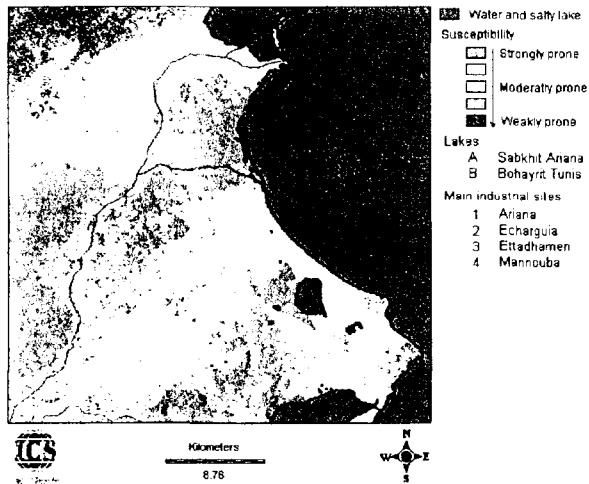 Water and salty lake
Susceptibility
Strongly prone
Moderatly prone
Weakly prone
Lakes
A Sabkhit Ariana
B Bohayrit Tunis
Main industrial sites
1 Ariana
2 Echarguia
3 Ettadhamen
4 Mannouba
ICS
Kilometers
8.76
N
W E
S